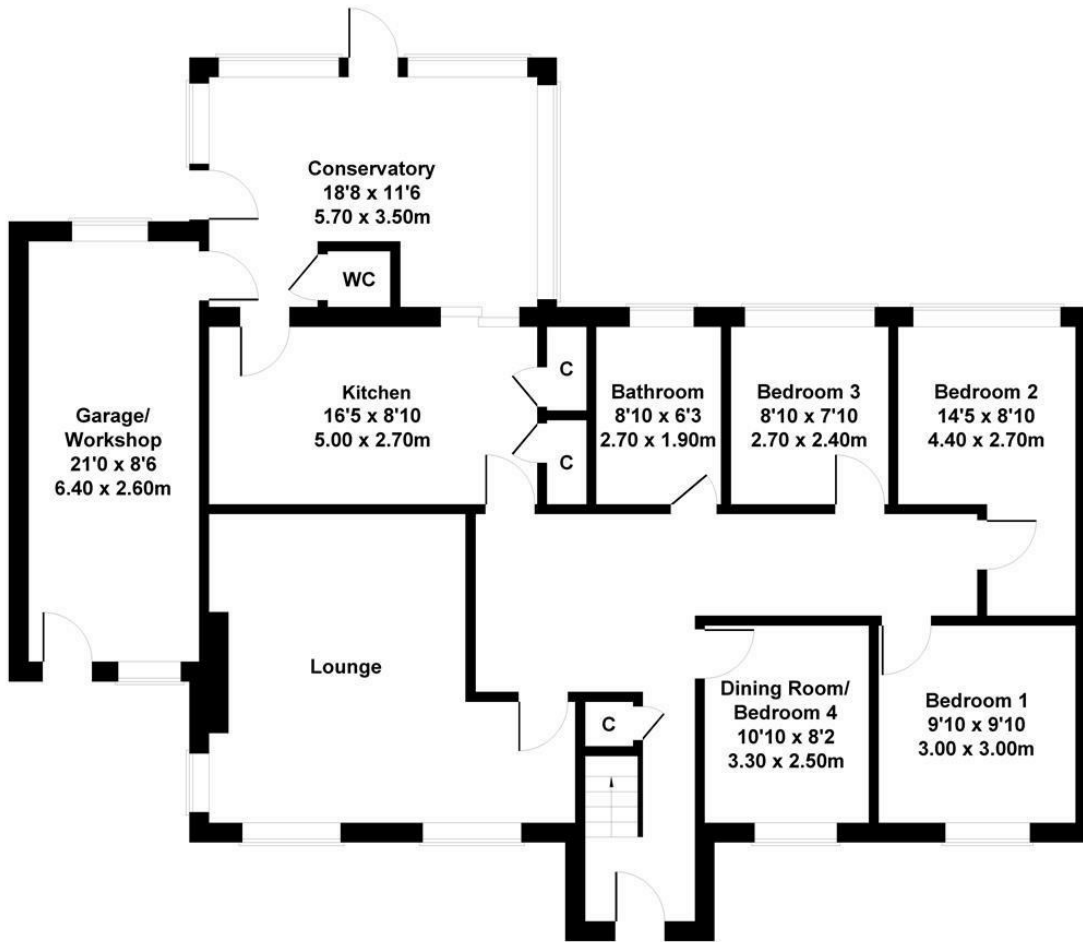 Conservatory
18'8 x 11'6
5.70 x 3.50m
WC
Kitchen
16'5 x 8'10
5.00 x 2.70m
C
C
Bathroom
8'10 x 6'3
2.70 x 1.90m
Bedroom 3
8'10 x 7'10
2.70 x 2.40m
Bedroom 2
14'5 x 8'10
4.40 x 2.70m
Garage/
Workshop
21'0 x 8'6
6.40 x 2.60m
Lounge
C
Dining Room/
Bedroom 4
10'10 x 8'2
3.30 x 2.50m
Bedroom 1
9'10 x 9'10
3.00 x 3.00m